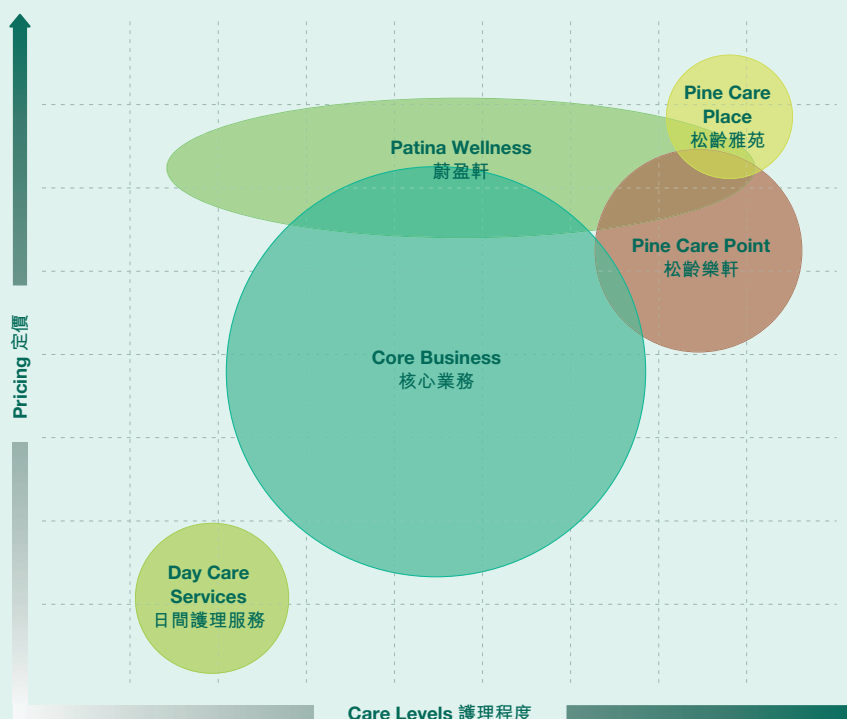 Pine Care
Place
松齡雅苑
Patina Wellness
蔚盈軒
Pine Care Point
松齡樂軒
Pricing 定價
Core Business
核心業務
Day Care
Services
日間護理服務
Care Levels 護理程度